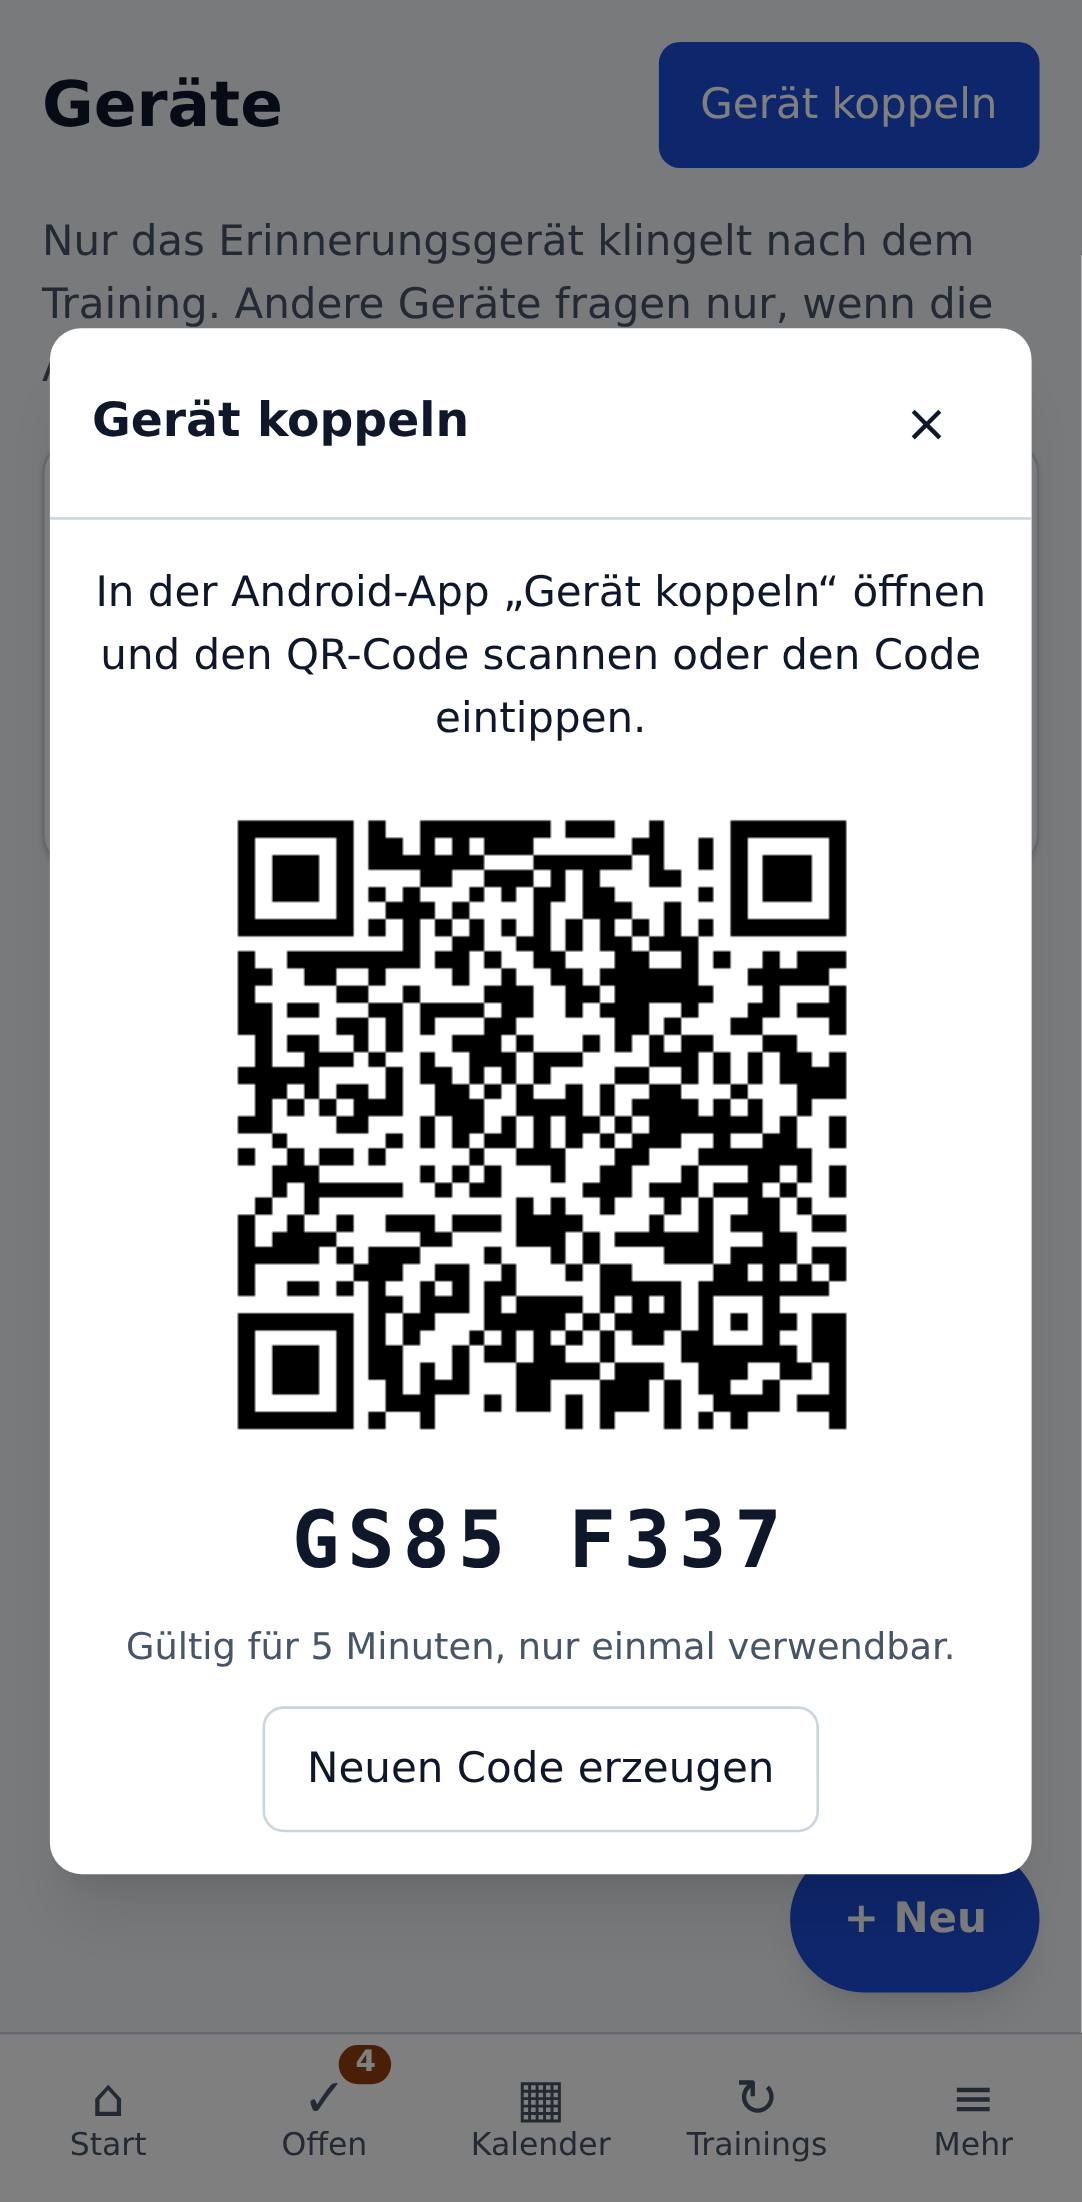 Geräte
Gerät koppeln
Nur das Erinnerungsgerät klingelt nach dem
Training. Andere Geräte fragen nur, wenn die
Gerät koppeln
×
In der Android-App „Gerät koppeln“ öffnen
und den QR-Code scannen oder den Code
eintippen.
GS85 F337
Gültig für 5 Minuten, nur einmal verwendbar.
Neuen Code erzeugen
+ Neu
4
Start
Offen
Kalender
Trainings
Mehr